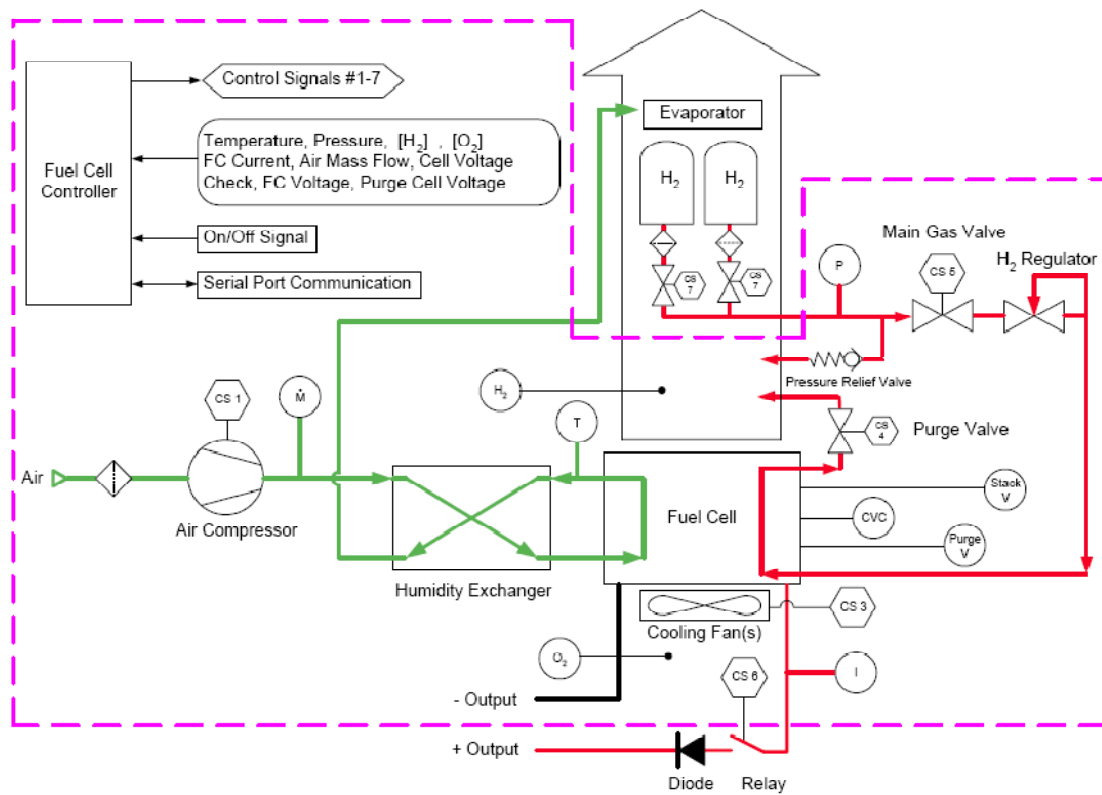 Control Signals #1-7
Fuel Cell
Controller
Temperature, Pressure, [H2] , [O2]
FC Current, Air Mass Flow, Cell Voltage
Check, FC Voltage, Purge Cell Voltage
On/Off Signal
Serial Port Communication
Evaporator
H2
H2
CS
7
CS
7
P
Main Gas Valve
CS 5
H2 Regulator
Pressure Relief Valve
H2
CS 1
Ṁ
T
CS
4
Purge Valve
Air
Air Compressor
Humidity Exchanger
Fuel Cell
Stack
V
CVC
Purge
V
Cooling Fan(s)
CS 3
O2
CS 6
I
- Output
+ Output
Diode
Relay